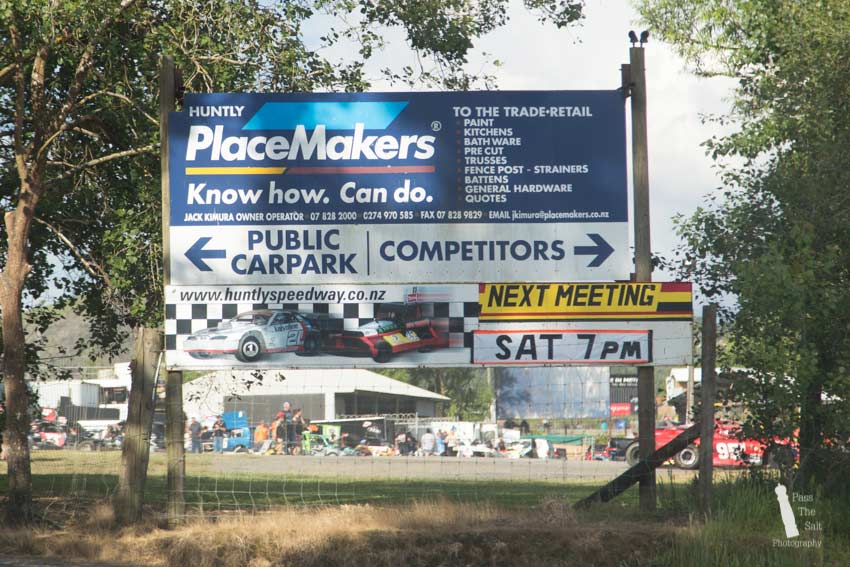 HUNTLY
PlaceMakers®
Know how. Can do.
TO THE TRADE•RETAIL
PAINT
KITCHENS
BATH WARE
PRE CUT
TRUSSES
FENCE POST - STRAINERS
BATTENS
GENERAL HARDWARE
QUOTES
JACK KIMURA OWNER OPERATOR 07 828 2000 0274 970 585 FAX 07 828 9829 EMAIL jkimura@placemakers.co.nz
PUBLIC
CARPARK
COMPETITORS
www.huntlyspeedway.co.nz
NEXT MEETING
SAT 7PM
Pass
The
Salt
Photography